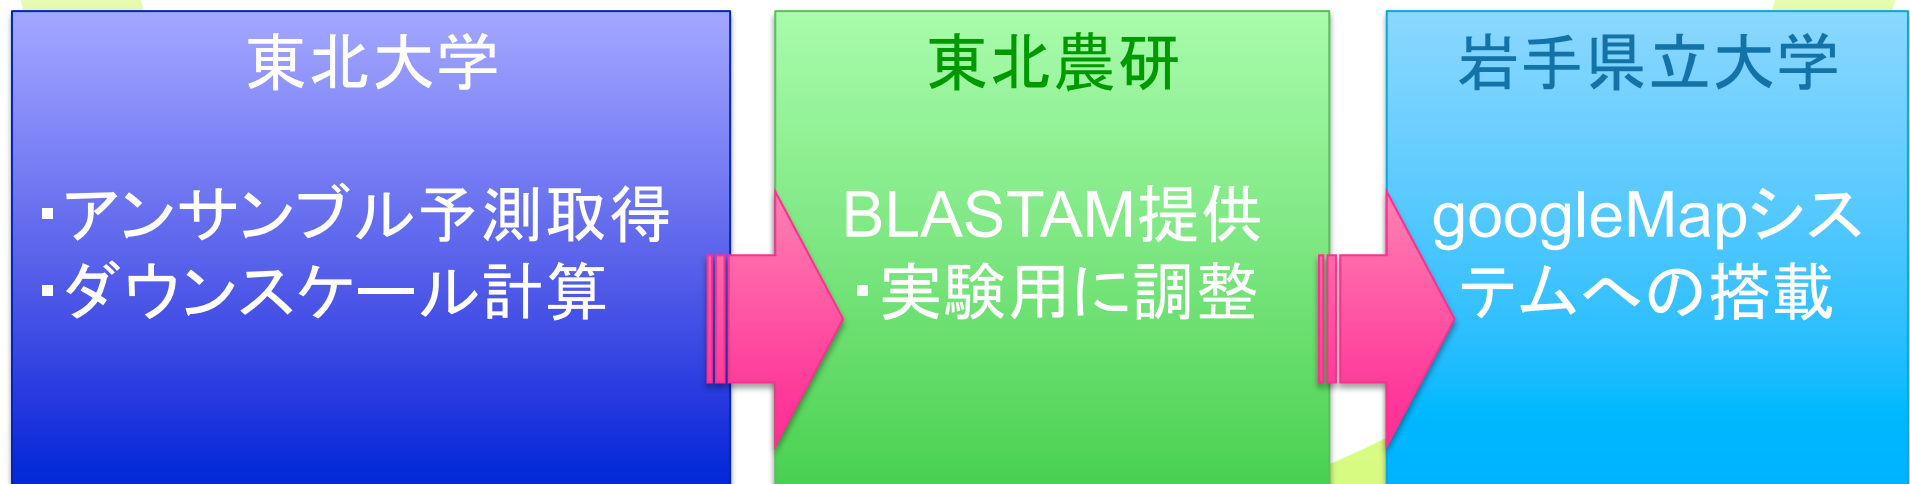 東北大学
・アンサンブル予測取得
・ダウンスケール計算
東北農研
BLASTAM提供
・実験用に調整
岩手県立大学
googleMapシス
テムへの搭載